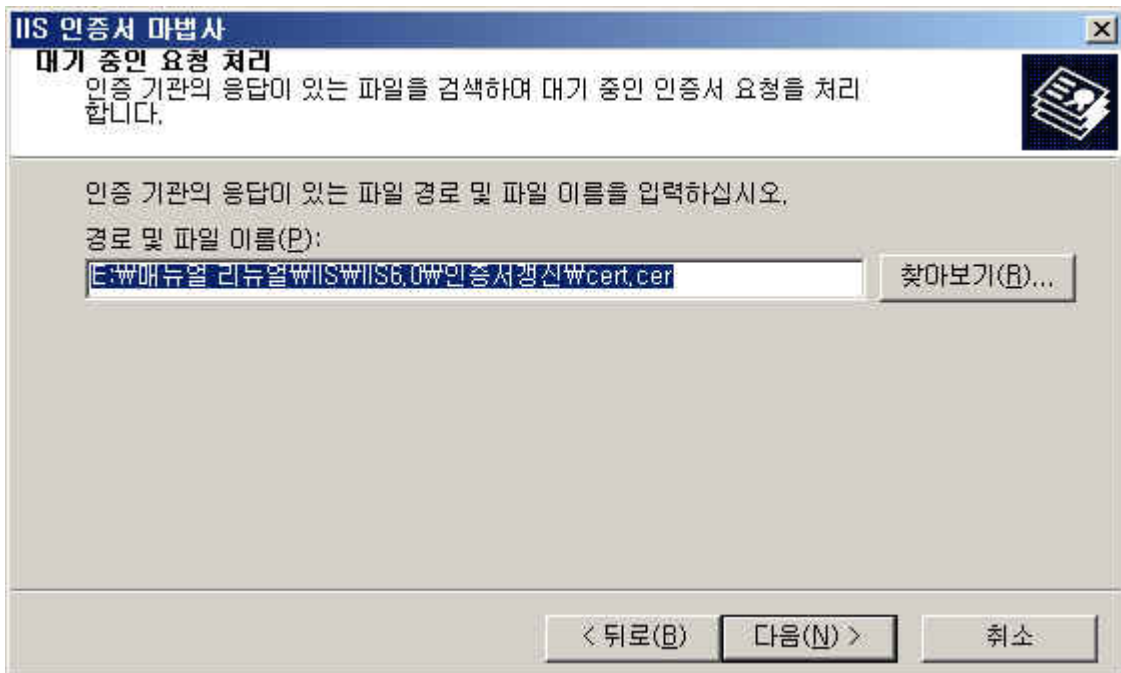 IIS 인증서 마법사
대기 중인 요청 처리
인증 기관의 응답이 있는 파일을 검색하여 대기 중인 인증서 요청을 처리
합니다.
인증 기관의 응답이 있는 파일 경로 및 파일 이름을 입력하십시오.
경로 및 파일 이름(P):
E:₩매뉴얼 리뉴얼₩IIS₩IIS6.0₩인증서갱신₩cert.cer
찾아보기(R)...
< 뒤로(B)
다음(N) >
취소